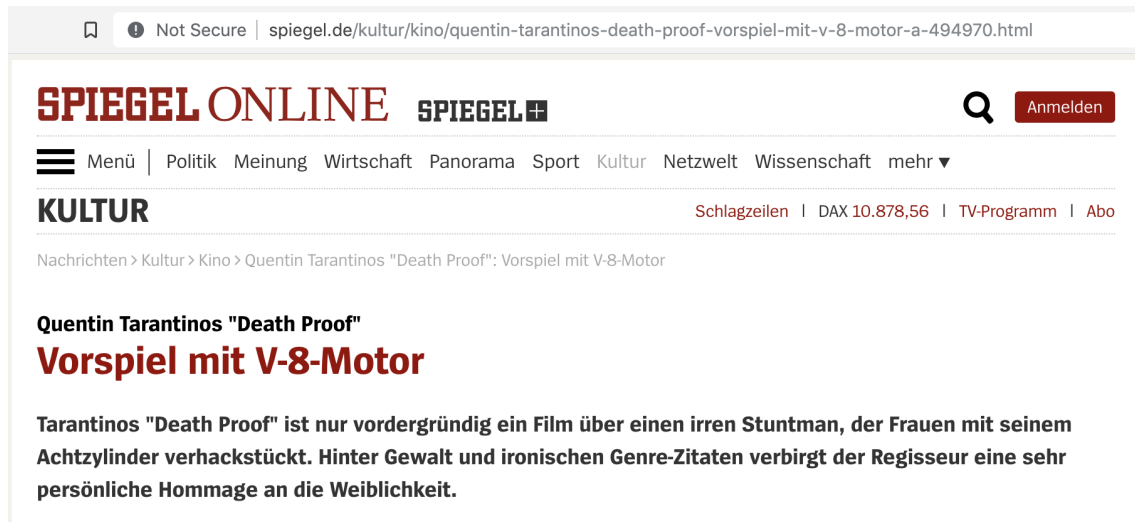 Not Secure | spiegel.de/kultur/kino/quentin-tarantinos-death-proof-vorspiel-mit-v-8-motor-a-494970.html
SPIEGEL ONLINE SPIEGEL+ Anmelden
Menü | Politik Meinung Wirtschaft Panorama Sport Kultur Netzwelt Wissenschaft mehr ▼
KULTUR Schlagzeilen | DAX 10.878,56 | TV-Programm | Abo
Nachrichten > Kultur > Kino > Quentin Tarantinos "Death Proof": Vorspiel mit V-8-Motor
Quentin Tarantinos "Death Proof"
Vorspiel mit V-8-Motor
Tarantinos "Death Proof" ist nur vordergründig ein Film über einen irren Stuntman, der Frauen mit seinem
Achtzylinder verhackstückt. Hinter Gewalt und ironischen Genre-Zitaten verbirgt der Regisseur eine sehr
persönliche Hommage an die Weiblichkeit.